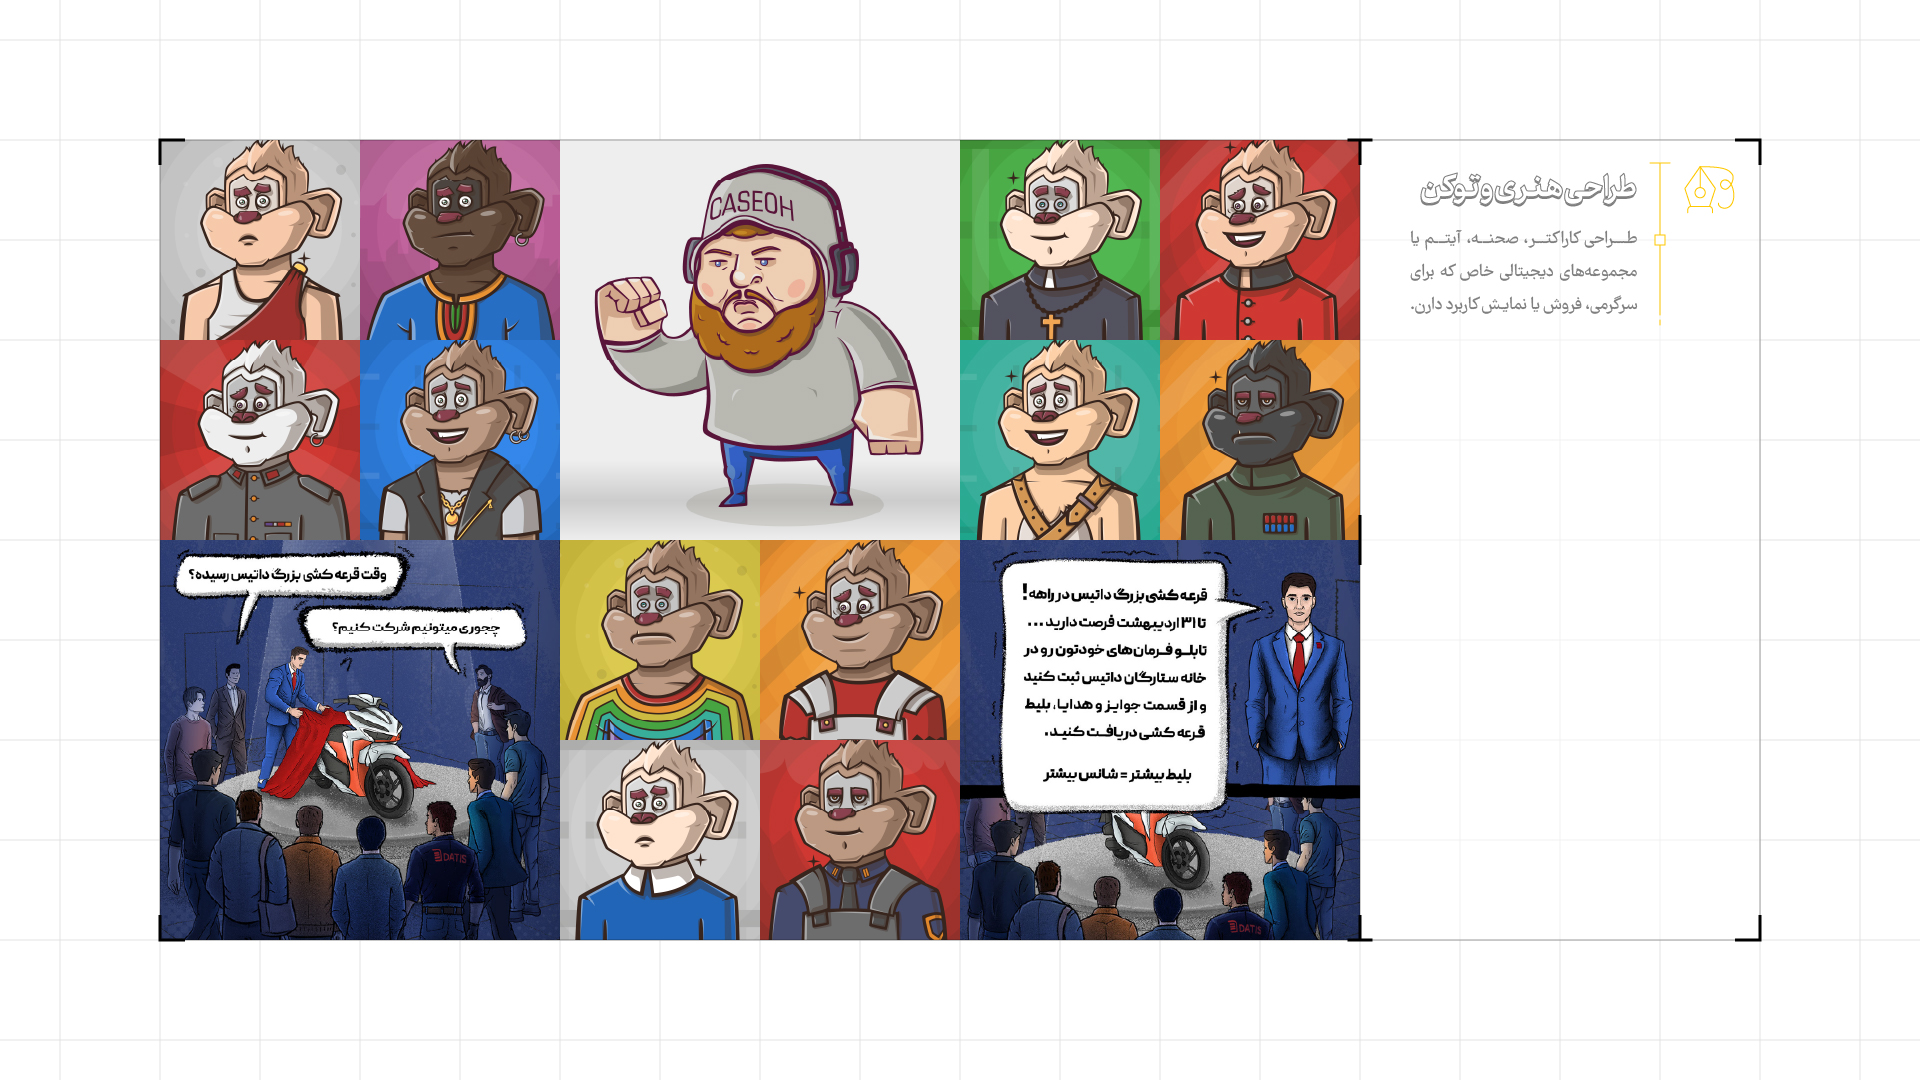 طراحی هنری و توکن
طراحی کاراکتر، صحنه، آیتم یا
مجموعه‌های دیجیتالی خاص که برای
سرگرمی، فروش یا نمایش کاربرد دارن.
CASEOH
وقت قرعه کشی بزرگ داتیس رسیده؟
چجوری میتونیم شرکت کنیم؟
DATIS
قرعه کشی بزرگ داتیس در راهه!
تا ۳۱ اردیبهشت فرصت دارید...
تابلو فرمان‌های خودتون رو در
خانه ستارگان داتیس ثبت کنید
و از قسمت جوایز و هدایا، بلیط
قرعه کشی دریافت کنید.
بلیط بیشتر = شانس بیشتر
DATIS